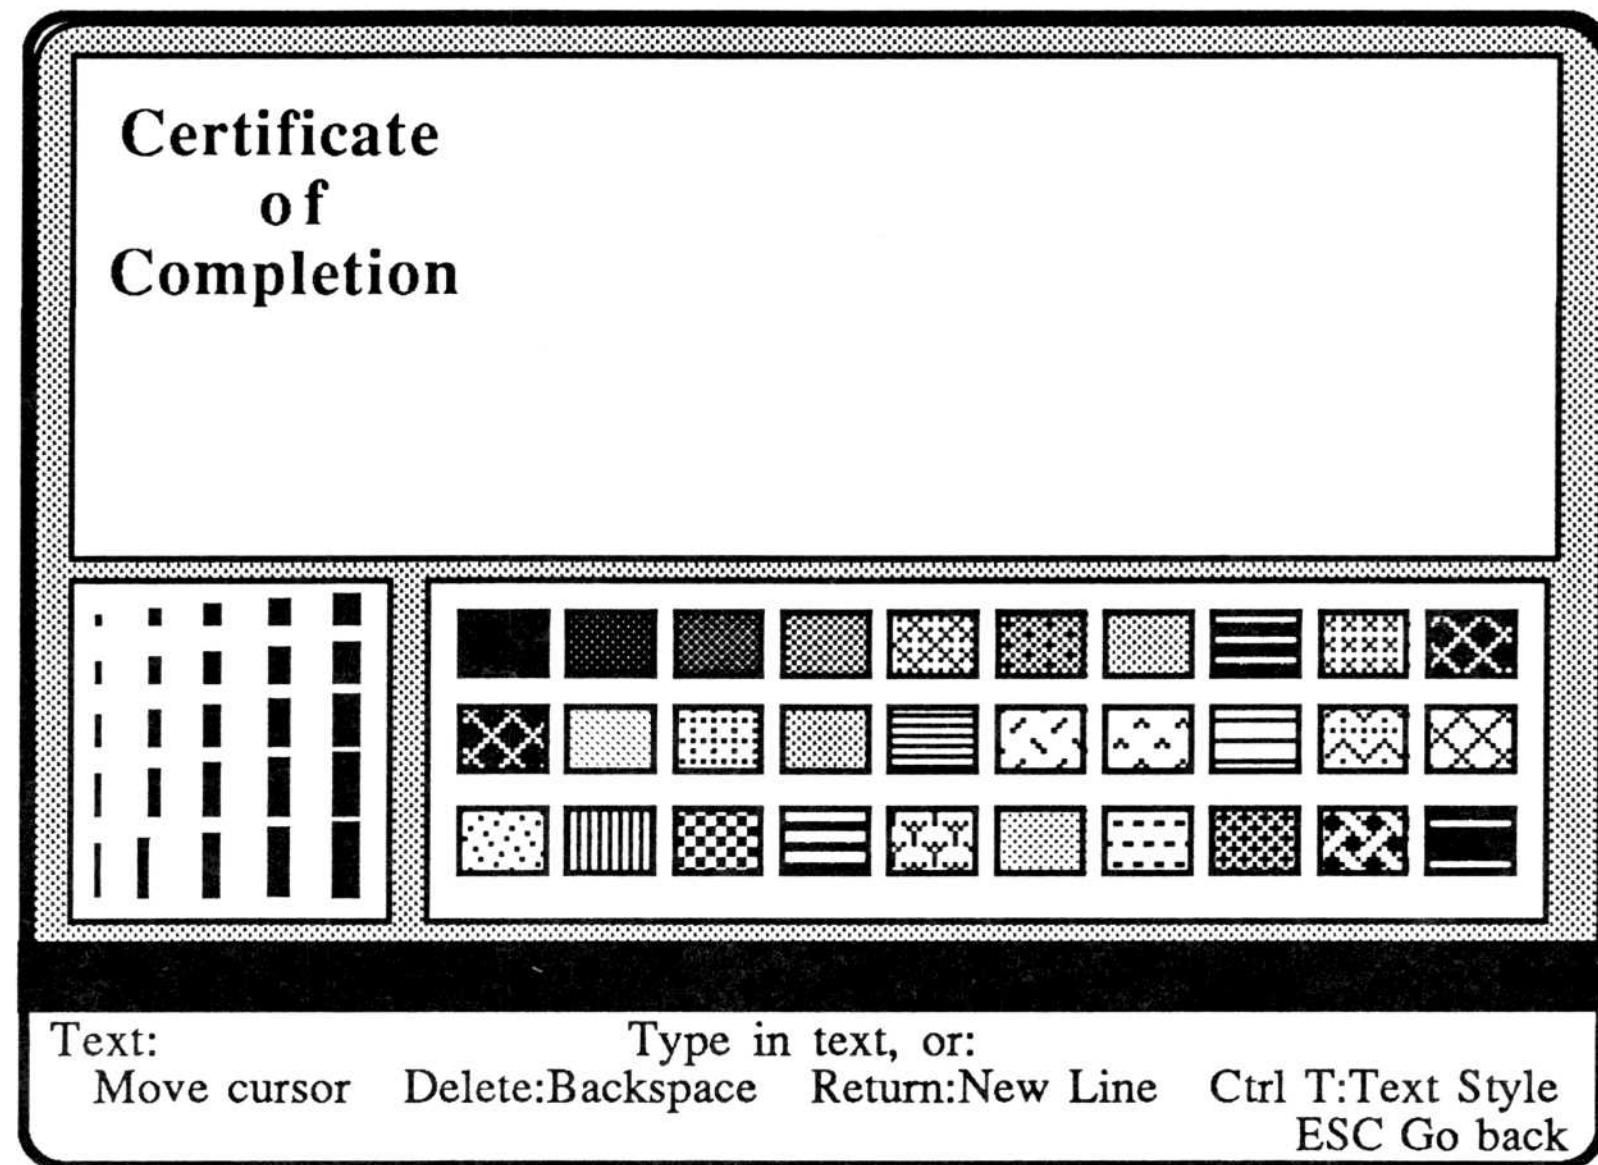 Certificate
of
Completion
Text: Type in text, or:
Move cursor Delete:Backspace Return:New Line Ctrl T:Text Style
ESC Go back